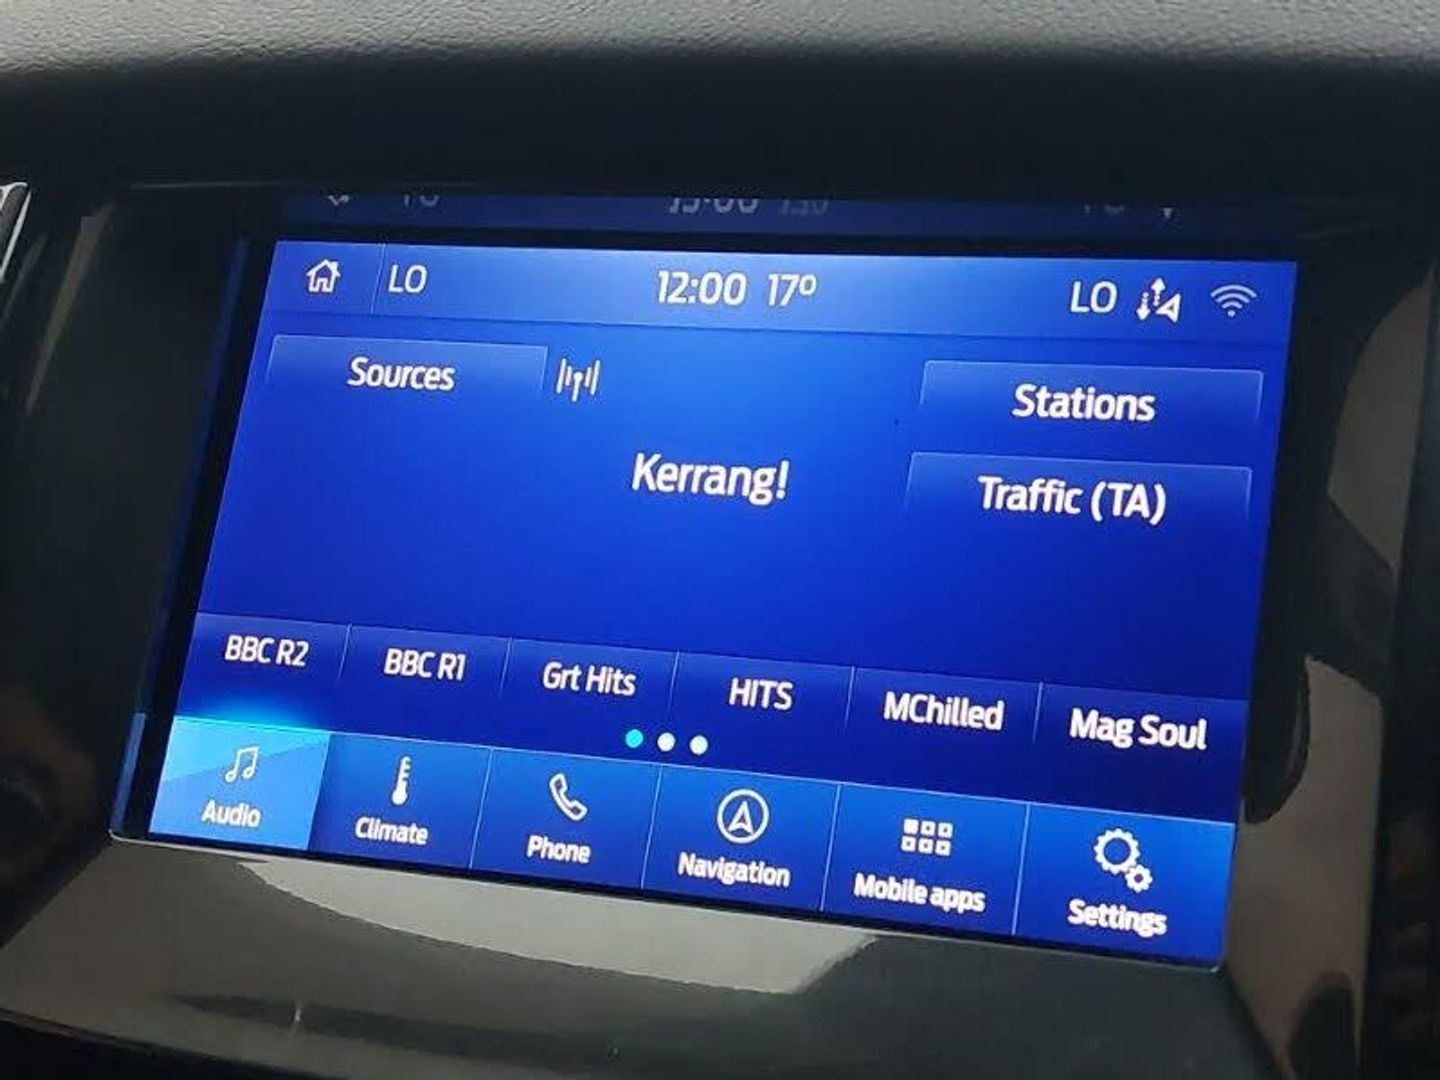 LO 12:00 17° LO
Sources
Stations
Kerrang!
Traffic (TA)
BBC R2 BBC R1 Grt Hits HITS MChilled Mag Soul
Audio Climate Phone Navigation Mobile apps Settings